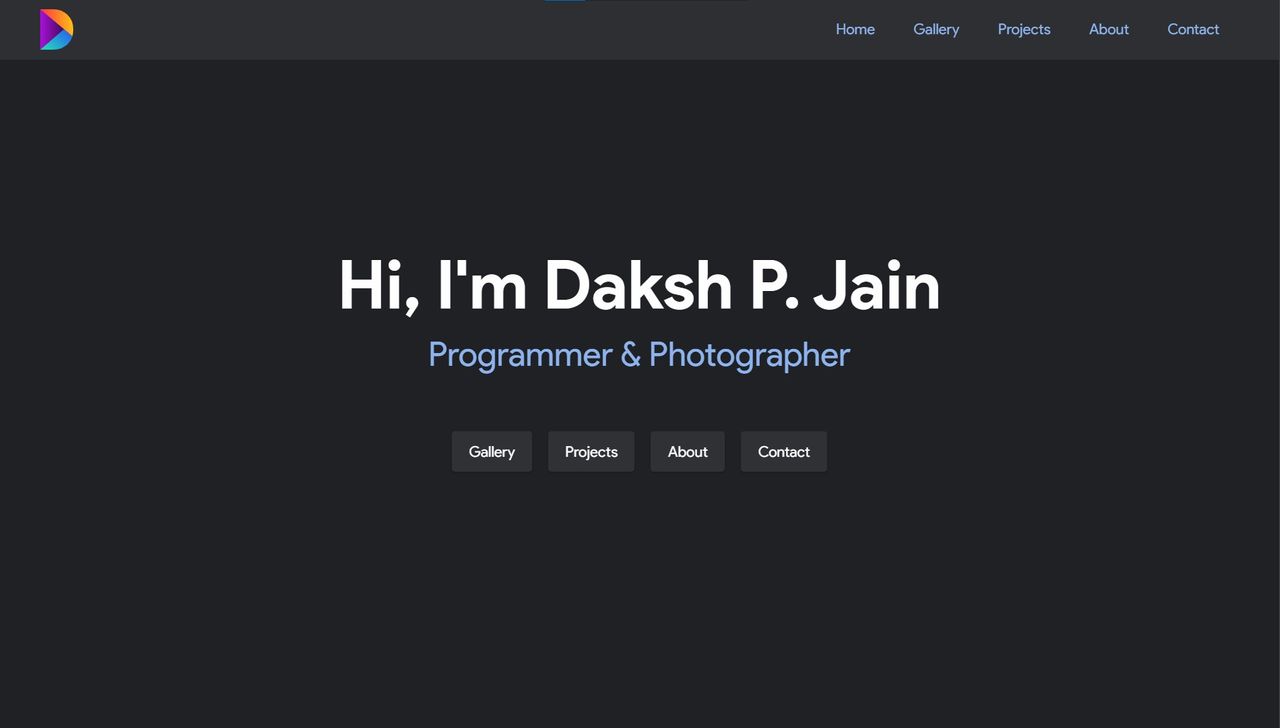 Home Gallery Projects About Contact
Hi, I'm Daksh P. Jain
Programmer & Photographer
Gallery Projects About Contact